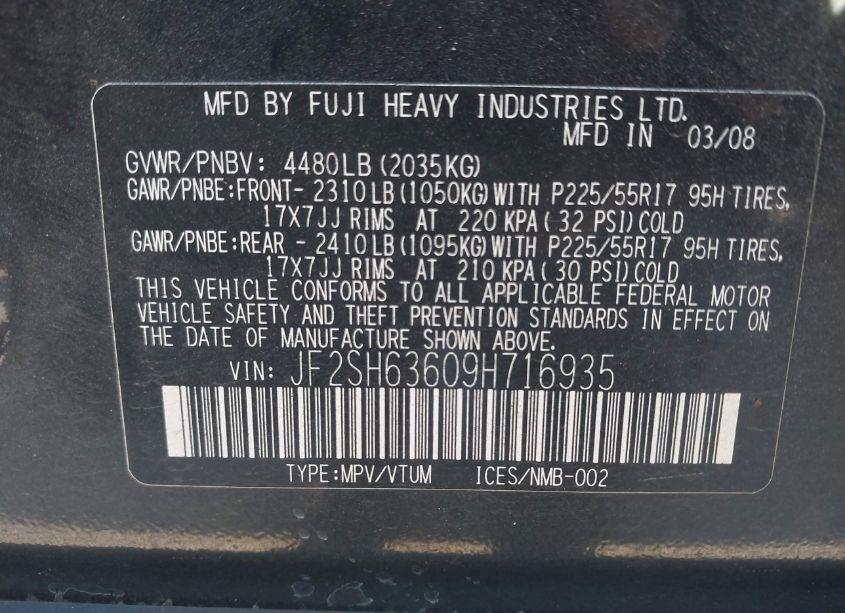 MFD BY FUJI HEAVY INDUSTRIES LTD.
MFD IN 03/08
GVWR/PNBV: 4480LB(2035KG)
GAWR/PNBE:FRONT- 2310LB(1050KG)WITH P225/55R17 95H TIRES,
17X7JJ RIMS AT 220 KPA(32 PSI)COLD
GAWR/PNBE:REAR - 2410LB(1095KG)WITH P225/55R17 95H TIRES,
17X7JJ RIMS AT 210 KPA(30 PSI)COLD
THIS VEHICLE CONFORMS TO ALL APPLICABLE FEDERAL MOTOR
VEHICLE SAFETY AND THEFT PREVENTION STANDARDS IN EFFECT ON
THE DATE OF MANUFACTURE SHOWN ABOVE.
VIN: JF2SH63609H716935
TYPE:MPV/VTUM ICES/NMB-002